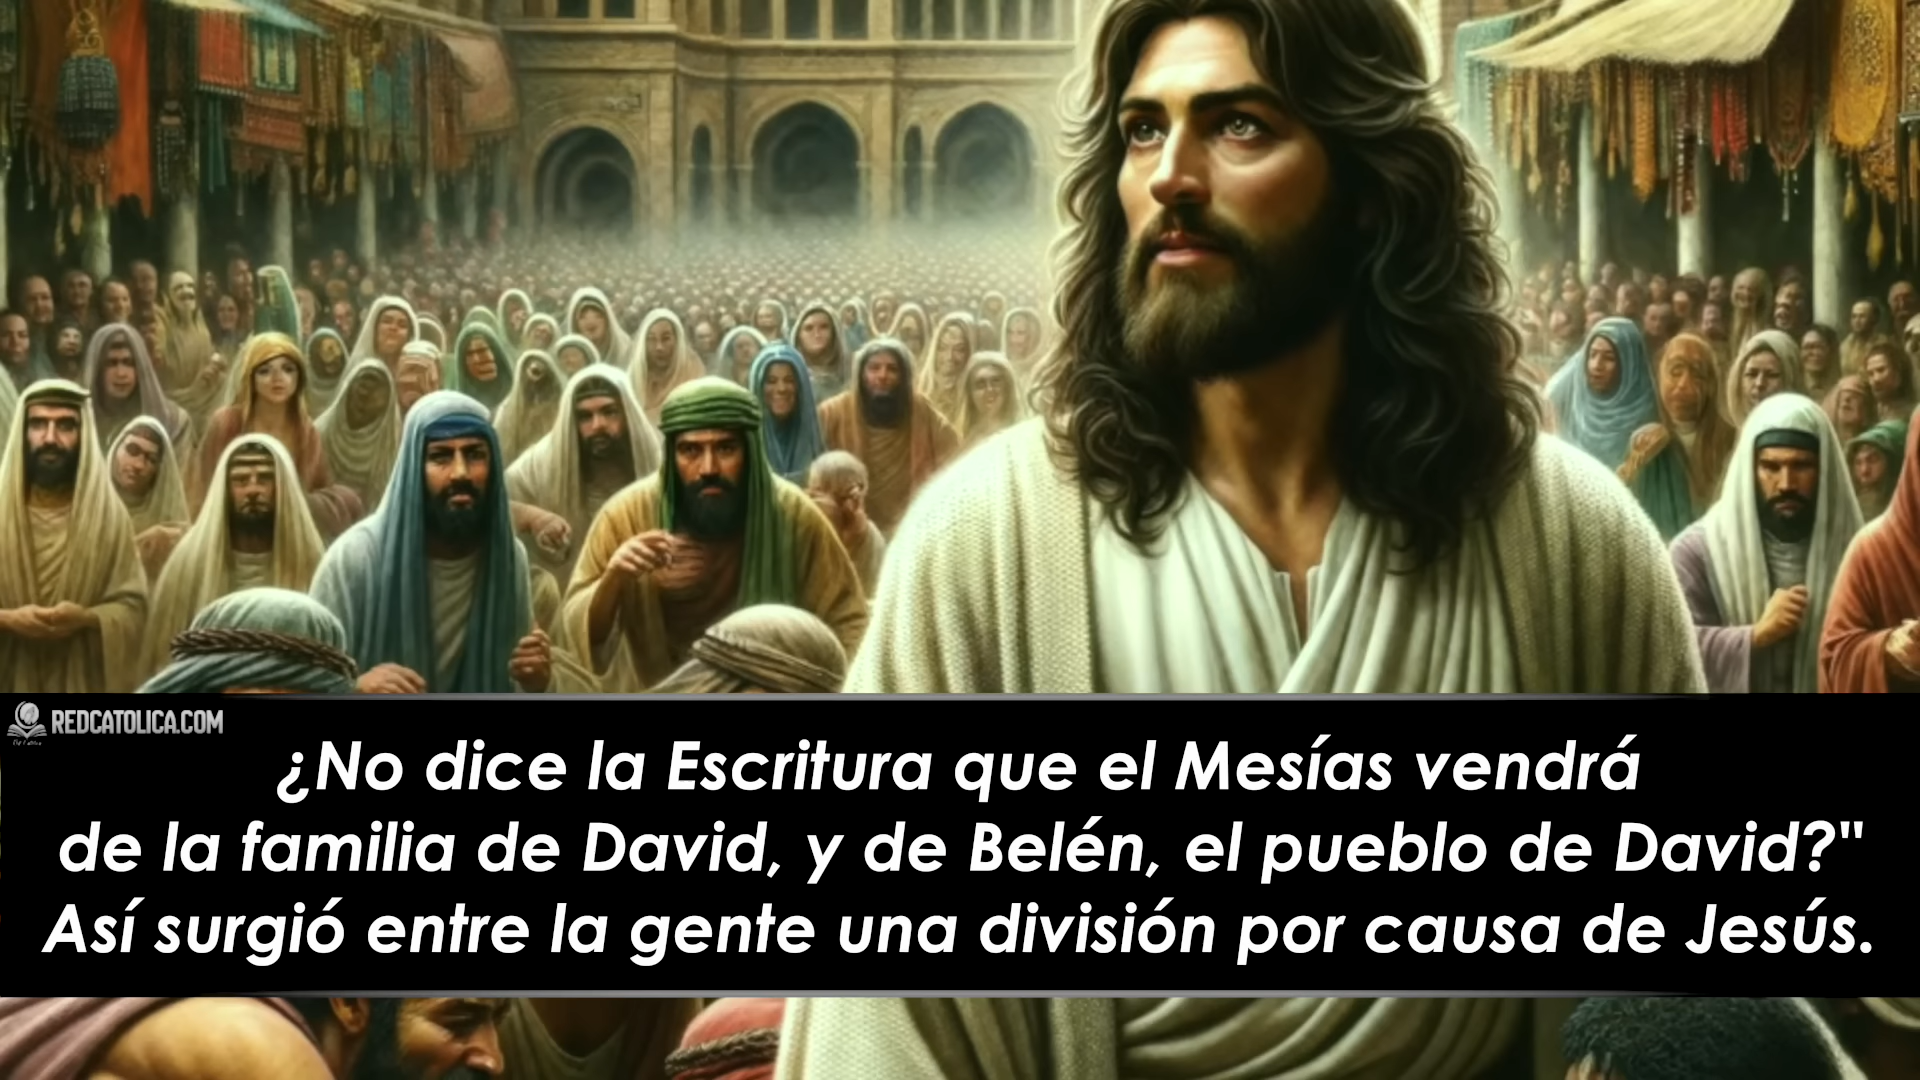 REDCATOLICA.COM
¿No dice la Escritura que el Mesías vendrá
de la familia de David, y de Belén, el pueblo de David?"
Así surgió entre la gente una división por causa de Jesús.